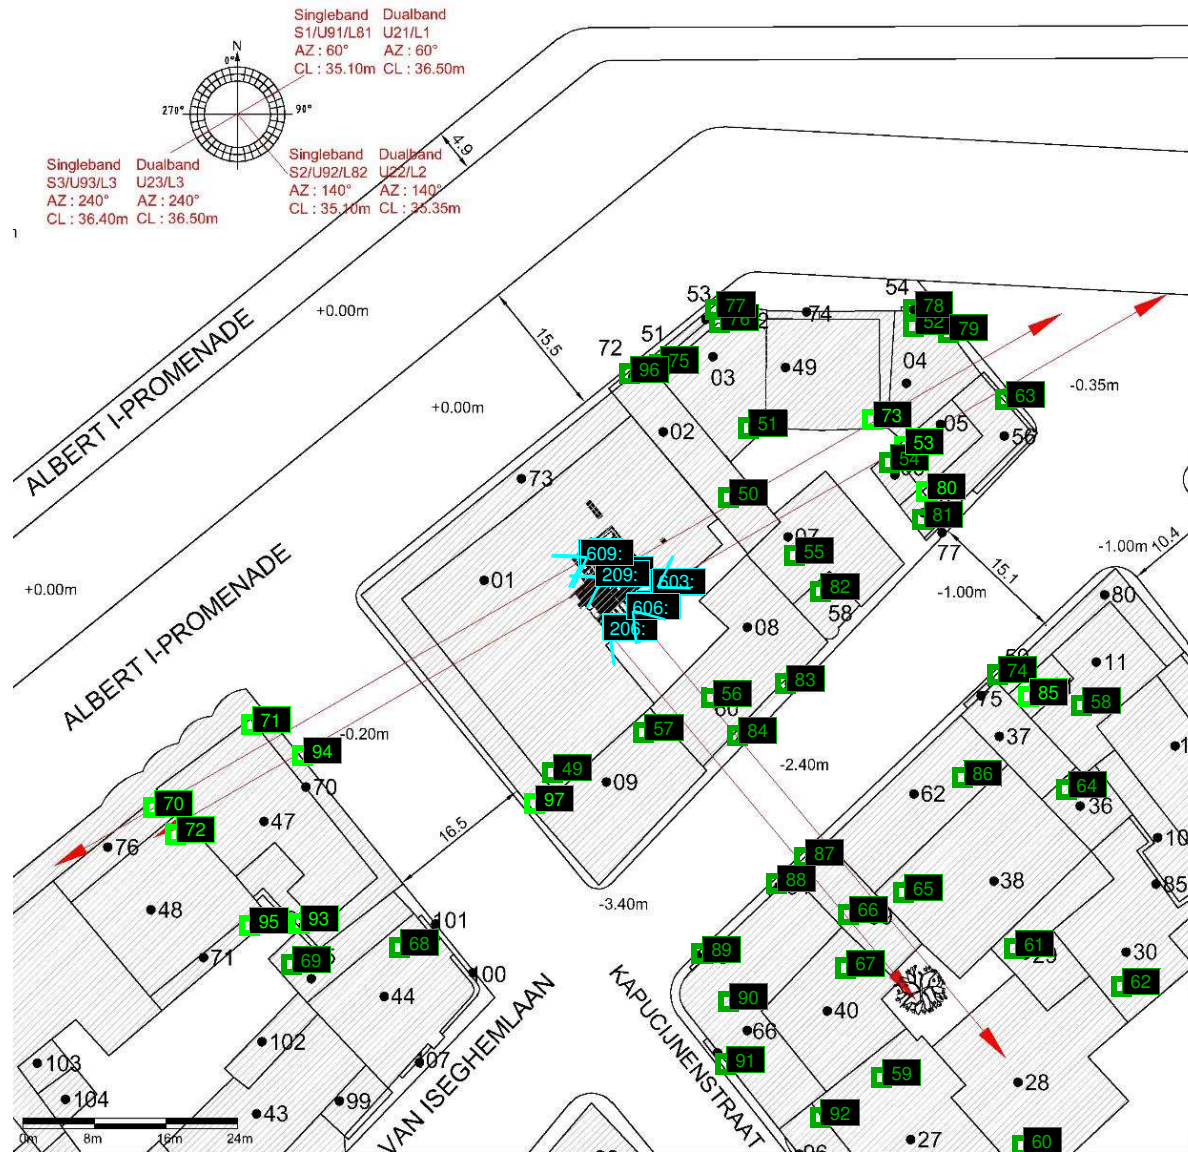 Singleband Dualband
S1/U91/L81 U21/L1
AZ : 60° AZ : 60°
CL : 35.10m CL : 36.50m
N
0°
270° 90°
4.9
Singleband Dualband
S3/U93/L3 U23/L3
AZ : 240° AZ : 240°
CL : 36.40m CL : 36.50m
Singleband Dualband
S2/U92/L82 U22/L2
AZ : 140° AZ : 140°
CL : 35.10m CL : 35.35m
+0.00m
15.5
ALBERT I-PROMENADE
53 77 76 74 54 78 52 79
51 72 96 75 03 49 04 63 -0.35m
+0.00m
02 51 73 05 53 56
54
73 50 80
81
77
07 55
82
58
-1.00m 10.4
15.1
-1.00m
80
+0.00m
ALBERT I-PROMENADE
01
609:
209:
603:
606:
206:
08
11
74
85 58
75
37
83
56
60
57 84
71
-0.20m
94
70
49
09
97
-2.40m
86
62
64
36
10
70
72
76
47
16.5
87
88
38
65
85
66
48
95 93
101
-3.40m
68
69
71
100
44
89
67
61
29
30
62
90
40
66
KAPUCIJNENSTRAAT
VAN ISEGHEMLAAN
102
103
07
91
59
28
104
99
43
92
27
60
0m 8m 16m 24m